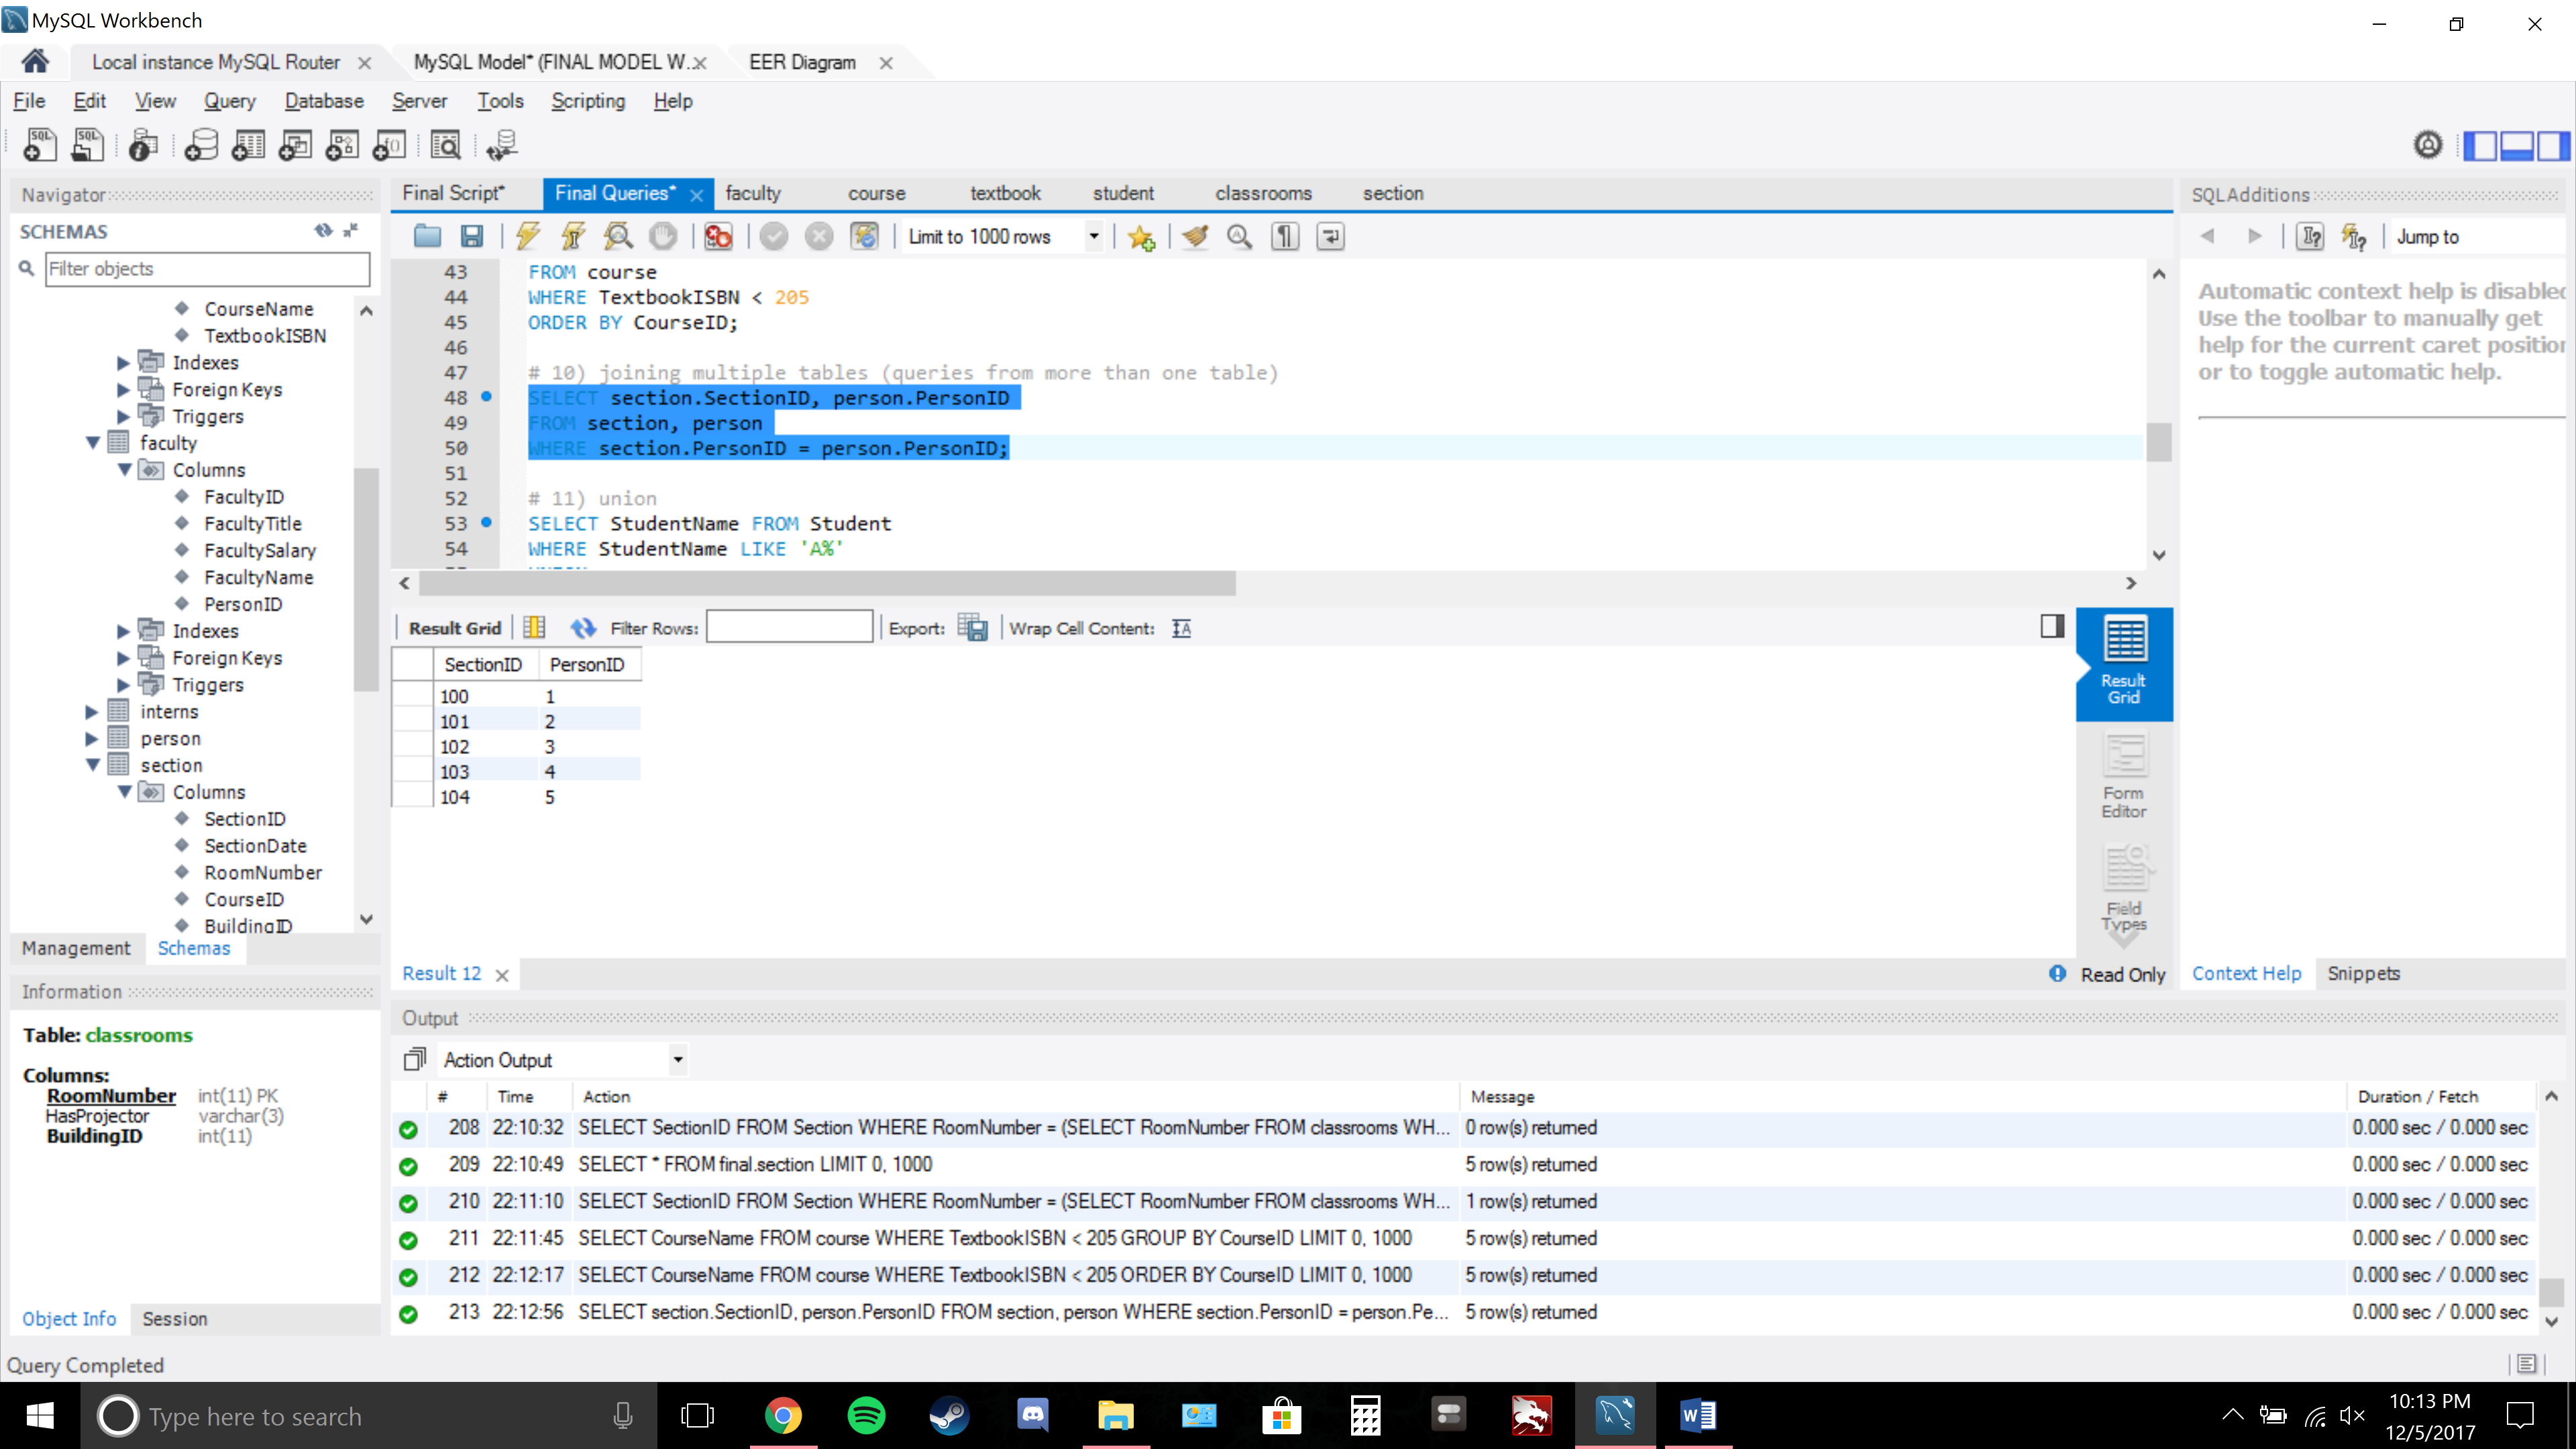 MySQL Workbench
Local instance MySQL Router
MySQL Model* (FINAL MODEL W...
EER Diagram
File Edit View Query Database Server Tools Scripting Help
Navigator
SCHEMAS
Filter objects
CourseName
TextbookISBN
Indexes
Foreign Keys
Triggers
faculty
Columns
FacultyID
FacultyTitle
FacultySalary
FacultyName
PersonID
Indexes
Foreign Keys
Triggers
interns
person
section
Columns
SectionID
SectionDate
RoomNumber
CourseID
BuildingID
Management Schemas
Information
Table: classrooms
Columns:
RoomNumber int(11) PK
HasProjector varchar(3)
BuildingID int(11)
Object Info Session
Query Completed
Final Script* Final Queries* faculty course textbook student classrooms section
Limit to 1000 rows
43 FROM course
44 WHERE TextbookISBN < 205
45 ORDER BY CourseID;
46
47 # 10) joining multiple tables (queries from more than one table)
48 SELECT section.SectionID, person.PersonID
49 FROM section, person
50 WHERE section.PersonID = person.PersonID;
51
52 # 11) union
53 SELECT StudentName FROM Student
54 WHERE StudentName LIKE 'A%'
Result Grid Filter Rows: Export: Wrap Cell Content:
SectionID PersonID
100 1
101 2
102 3
103 4
104 5
Result Grid
Form Editor
Field Types
Result 12
Read Only
SQLAdditions
Jump to
Automatic context help is disabled
Use the toolbar to manually get
help for the current caret position
or to toggle automatic help.
Context Help Snippets
Output
Action Output
# Time Action Message Duration / Fetch
208 22:10:32 SELECT SectionID FROM Section WHERE RoomNumber = (SELECT RoomNumber FROM classrooms WH... 0 row(s) returned 0.000 sec / 0.000 sec
209 22:10:49 SELECT * FROM final.section LIMIT 0, 1000 5 row(s) returned 0.000 sec / 0.000 sec
210 22:11:10 SELECT SectionID FROM Section WHERE RoomNumber = (SELECT RoomNumber FROM classrooms WH... 1 row(s) returned 0.000 sec / 0.000 sec
211 22:11:45 SELECT CourseName FROM course WHERE TextbookISBN < 205 GROUP BY CourseID LIMIT 0, 1000 5 row(s) returned 0.000 sec / 0.000 sec
212 22:12:17 SELECT CourseName FROM course WHERE TextbookISBN < 205 ORDER BY CourseID LIMIT 0, 1000 5 row(s) returned 0.000 sec / 0.000 sec
213 22:12:56 SELECT section.SectionID, person.PersonID FROM section, person WHERE section.PersonID = person.Pe... 5 row(s) returned 0.000 sec / 0.000 sec
Type here to search
10:13 PM
12/5/2017